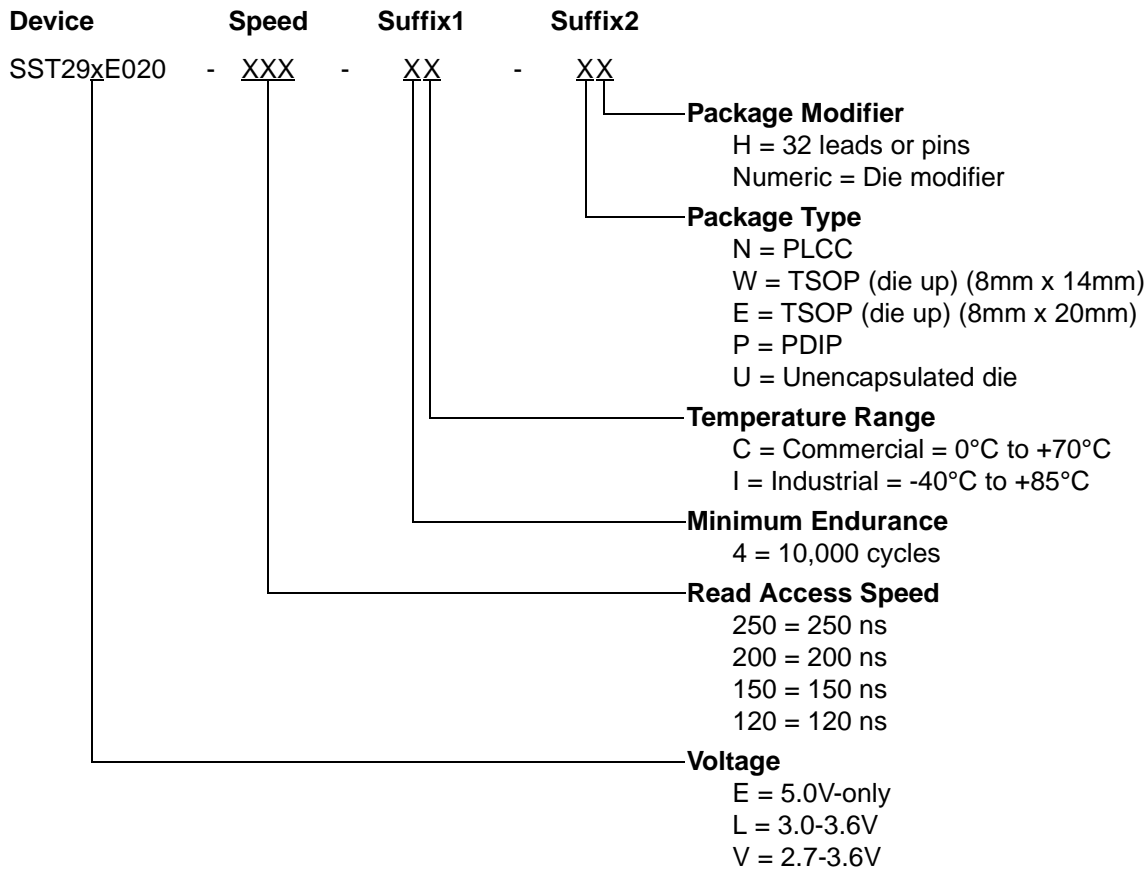 Device Speed Suffix1 Suffix2
SST29xE020 - XXX - XX - XX
Package Modifier
H = 32 leads or pins
Numeric = Die modifier
Package Type
N = PLCC
W = TSOP (die up) (8mm x 14mm)
E = TSOP (die up) (8mm x 20mm)
P = PDIP
U = Unencapsulated die
Temperature Range
C = Commercial = 0°C to +70°C
I = Industrial = -40°C to +85°C
Minimum Endurance
4 = 10,000 cycles
Read Access Speed
250 = 250 ns
200 = 200 ns
150 = 150 ns
120 = 120 ns
Voltage
E = 5.0V-only
L = 3.0-3.6V
V = 2.7-3.6V